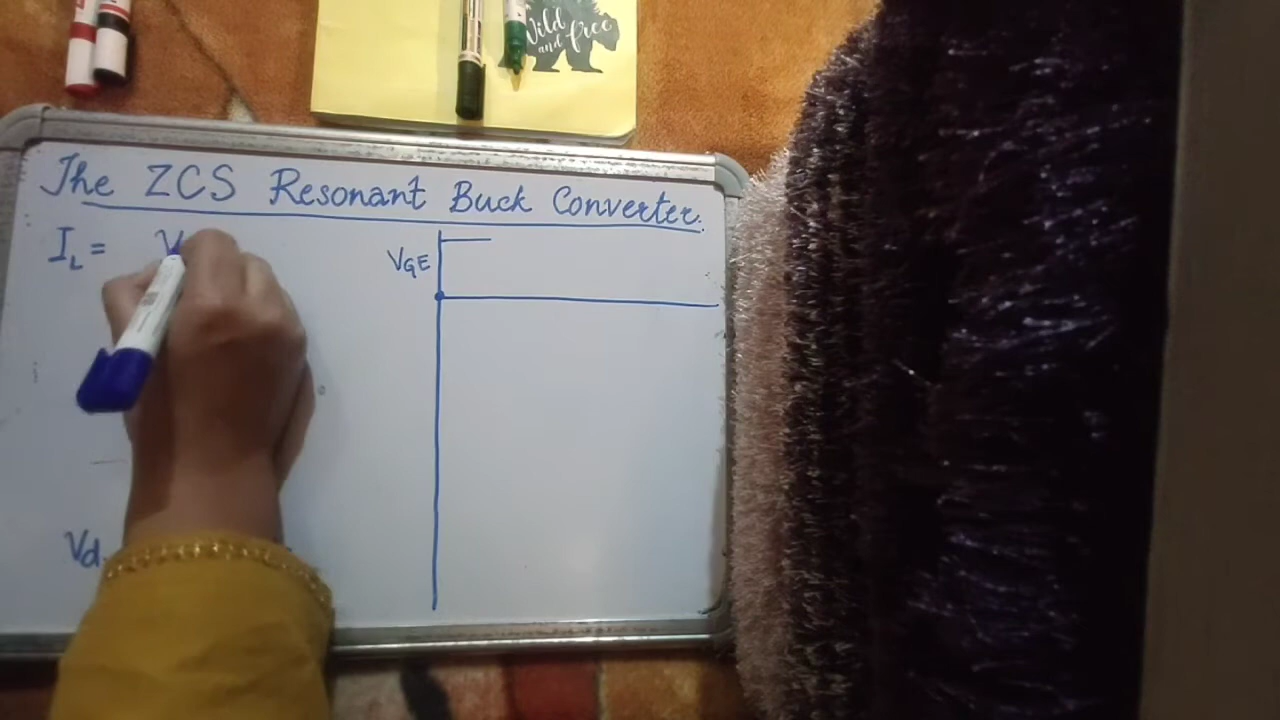 Wild
and free
The ZCS Resonant Buck Converter.
I_L = V
V_GE
Vd